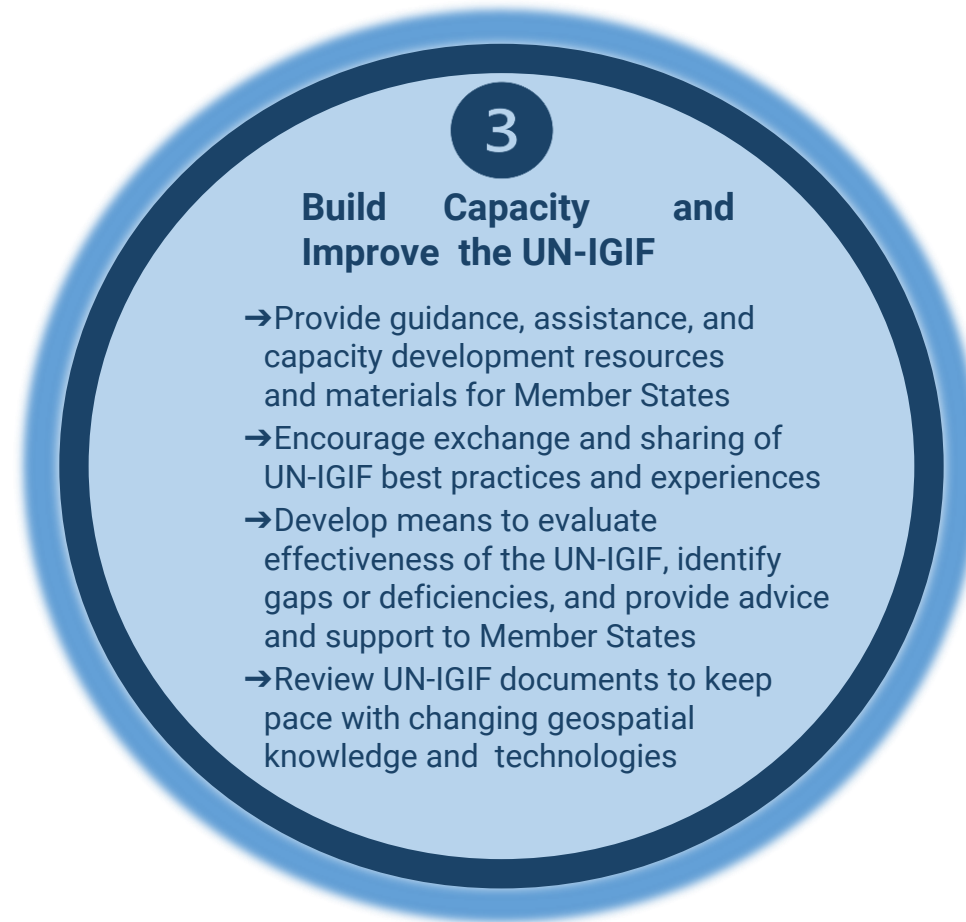 3
Build Capacity and
Improve the UN-IGIF
➔Provide guidance, assistance, and
capacity development resources
and materials for Member States
➔Encourage exchange and sharing of
UN-IGIF best practices and experiences
➔Develop means to evaluate
effectiveness of the UN-IGIF, identify
gaps or deficiencies, and provide advice
and support to Member States
➔Review UN-IGIF documents to keep
pace with changing geospatial
knowledge and technologies